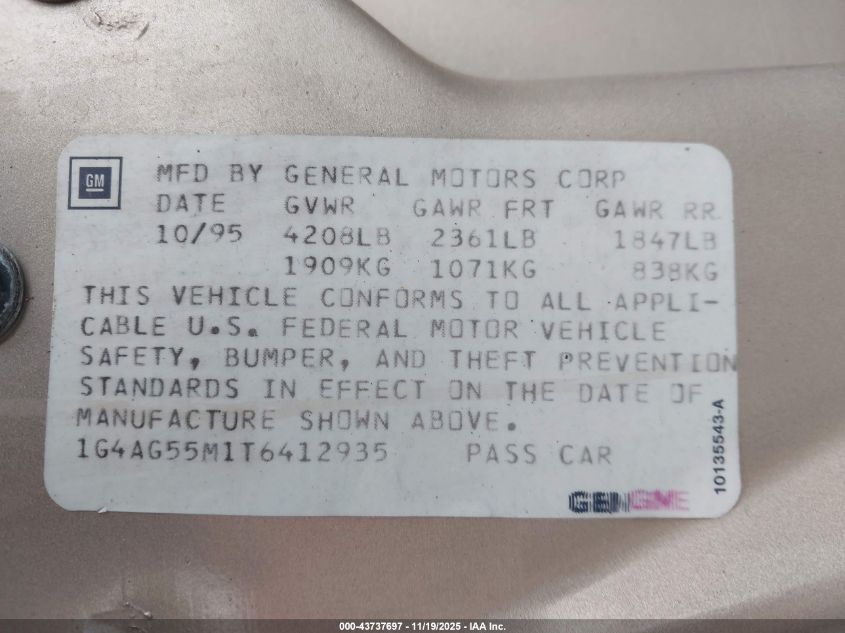 GM
MFD BY GENERAL MOTORS CORP
DATE GVWR GAWR FRT GAWR RR
10/95 4208LB 2361LB 1847LB
1909KG 1071KG 838KG
THIS VEHICLE CONFORMS TO ALL APPLI-
CABLE U.S. FEDERAL MOTOR VEHICLE
SAFETY, BUMPER, AND THEFT PREVENTION
STANDARDS IN EFFECT ON THE DATE OF
MANUFACTURE SHOWN ABOVE.
1G4AG55M1T6412935 PASS CAR
10135543-A
000-43737697 - 11/19/2025 - IAA Inc.